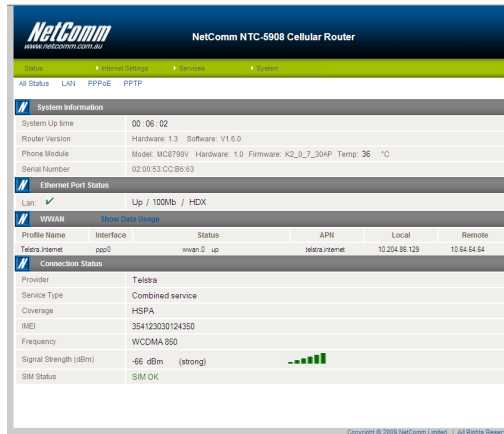 NetComm
www.netcomm.com.au
NetComm NTC-5908 Cellular Router
Status Internet Settings Services System
All Status LAN PPPoE PPTP
System Information
System Up time 00:06:02
Router Version Hardware: 1.3 Software: V1.6.0
Phone Module Model: MC8790V Hardware: 1.0 Firmware: K2_0_7_30AP Temp: 36 °C
Serial Number 02:00:53:CC:B6:63
Ethernet Port Status
Lan: Up / 100Mb / HDX
WWAN Show Data Usage
Profile Name Interface Status APN Local Remote
Telstra.Internet ppp0 wwan.0 up telstra.internet 10.204.86.129 10.64.64.64
Connection Status
Provider Telstra
Service Type Combined service
Coverage HSPA
IMEI 354123030124350
Frequency WCDMA 850
Signal Strength (dBm) -66 dBm (strong)
SIM Status SIM OK
Copyright © 2009 NetComm Limited. | All Rights Reser